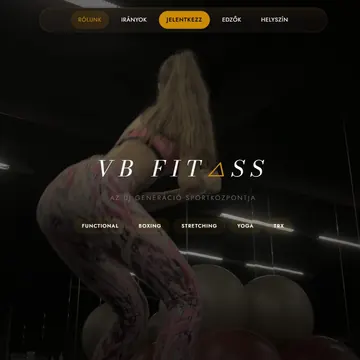 RÓLUNK IRÁNYOK JELENTKEZZ EDZŐK HELYSZÍN
VB FIT△SS
AZ ÚJ GENERÁCIÓ SPORTKÖZPONTJA
FUNCTIONAL BOXING STRETCHING YOGA TRX